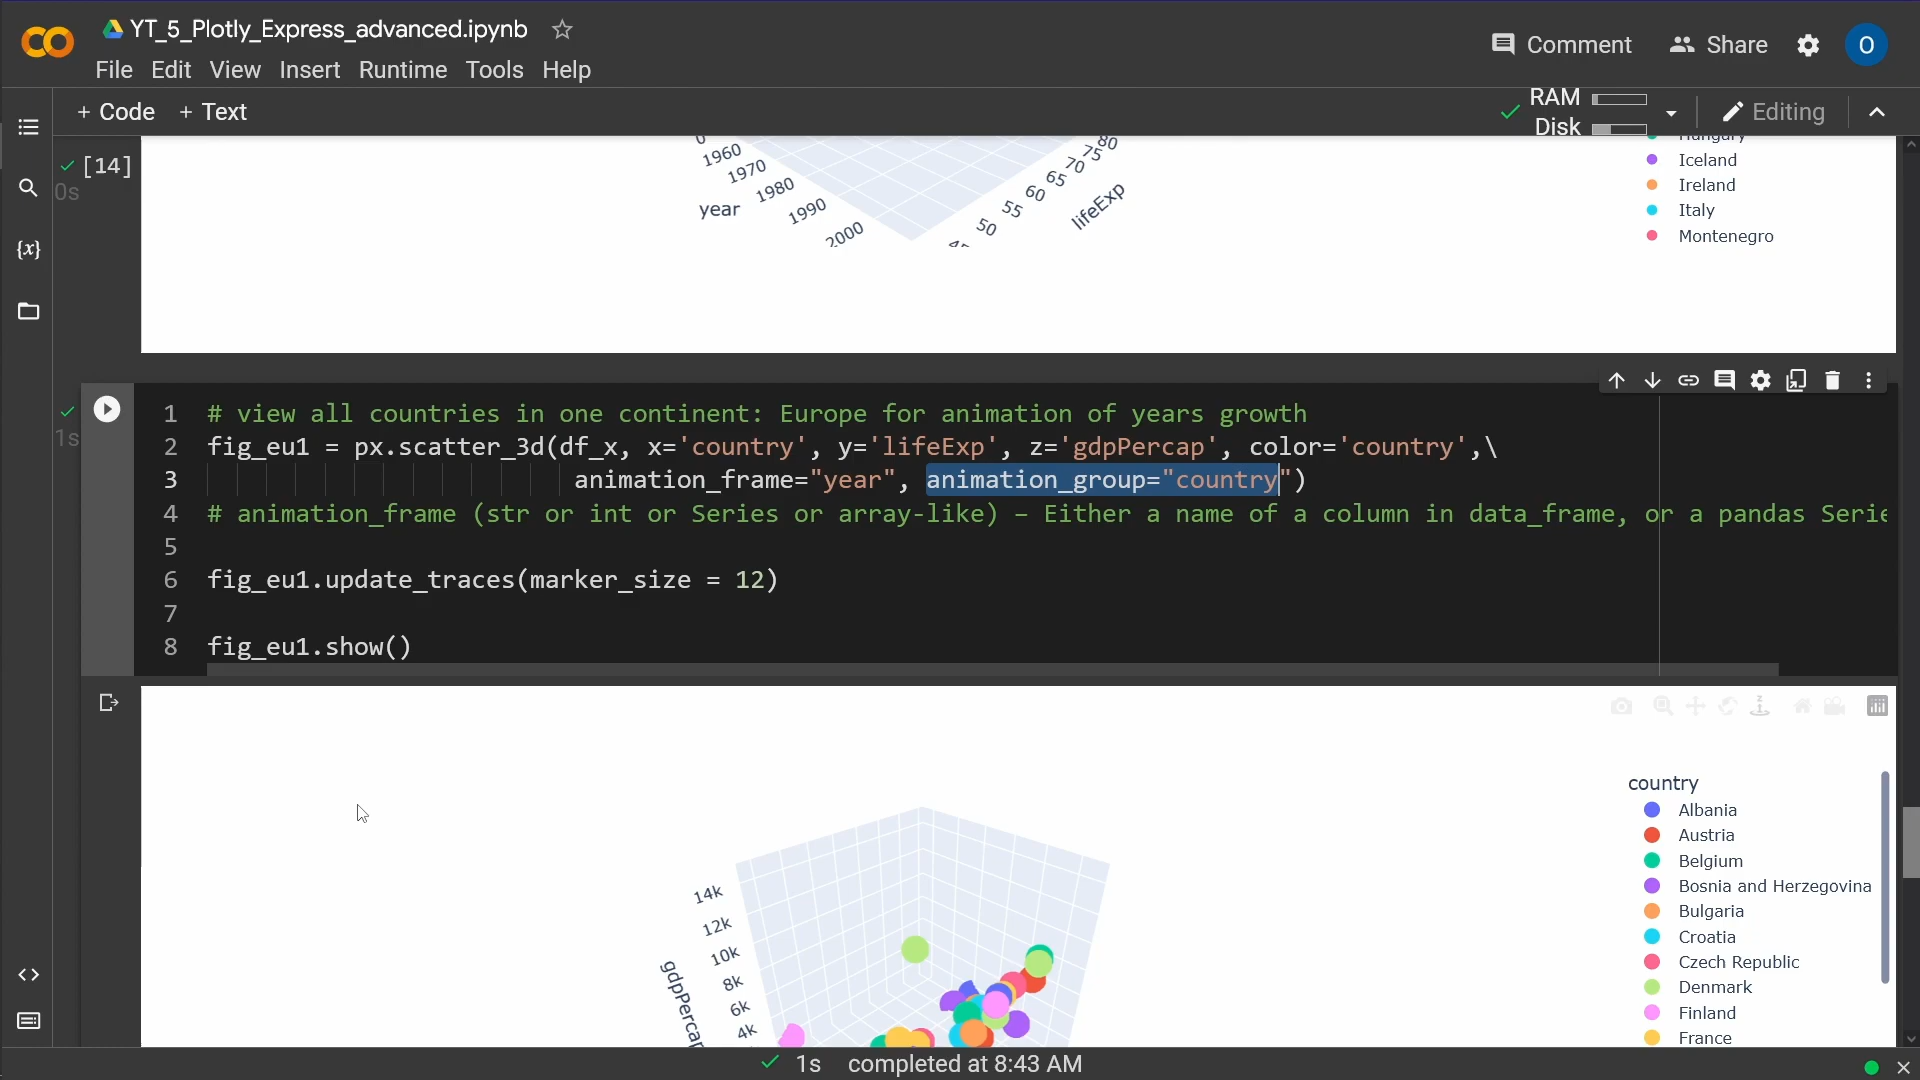 YT_5_Plotly_Express_advanced.ipynb
Comment
Share
O
File Edit View Insert Runtime Tools Help
+ Code + Text
RAM
Disk
Editing
[14]
0s
0
1960
1970
1980
1990
2000
year
80
75
70
65
60
55
50
45
lifeExp
Hungary
Iceland
Ireland
Italy
Montenegro
1s
1 # view all countries in one continent: Europe for animation of years growth
2 fig_eu1 = px.scatter_3d(df_x, x='country', y='lifeExp', z='gdpPercap', color='country',\
3 animation_frame="year", animation_group="country")
4 # animation_frame (str or int or Series or array-like) – Either a name of a column in data_frame, or a pandas Serie
5
6 fig_eu1.update_traces(marker_size = 12)
7
8 fig_eu1.show()
{x}
<>
14k
12k
10k
8k
6k
4k
gdpPercap
country
Albania
Austria
Belgium
Bosnia and Herzegovina
Bulgaria
Croatia
Czech Republic
Denmark
Finland
France
1s completed at 8:43 AM